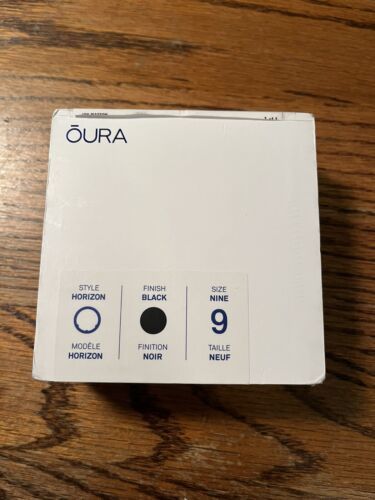 ŌURA
STYLE
HORIZON
MODÈLE
HORIZON
FINISH
BLACK
FINITION
NOIR
SIZE
NINE
9
TAILLE
NEUF